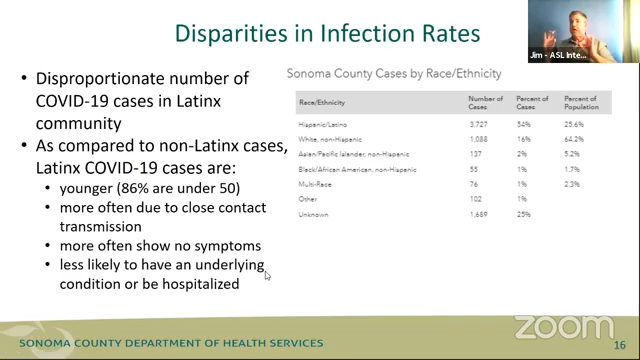 Disparities in Infection Rates
Jim - ASL Inte...
• Disproportionate number of
COVID-19 cases in Latinx
community
• As compared to non-Latinx cases,
Latinx COVID-19 cases are:
• younger (86% are under 50)
• more often due to close contact
transmission
• more often show no symptoms
• less likely to have an underlying
condition or be hospitalized
Sonoma County Cases by Race/Ethnicity
Race/Ethnicity Number of Cases Percent of Cases Percent of Population
Hispanic/Latino 3,727 54% 25.6%
White, non-Hispanic 1,088 16% 64.2%
Asian/Pacific Islander, non-Hispanic 137 2% 5.2%
Black/African American, non-Hispanic 55 1% 1.7%
Multi-Race 76 1% 2.3%
Other 102 1%
Unknown 1,689 25%
SONOMA COUNTY DEPARTMENT OF HEALTH SERVICES
zoom
16